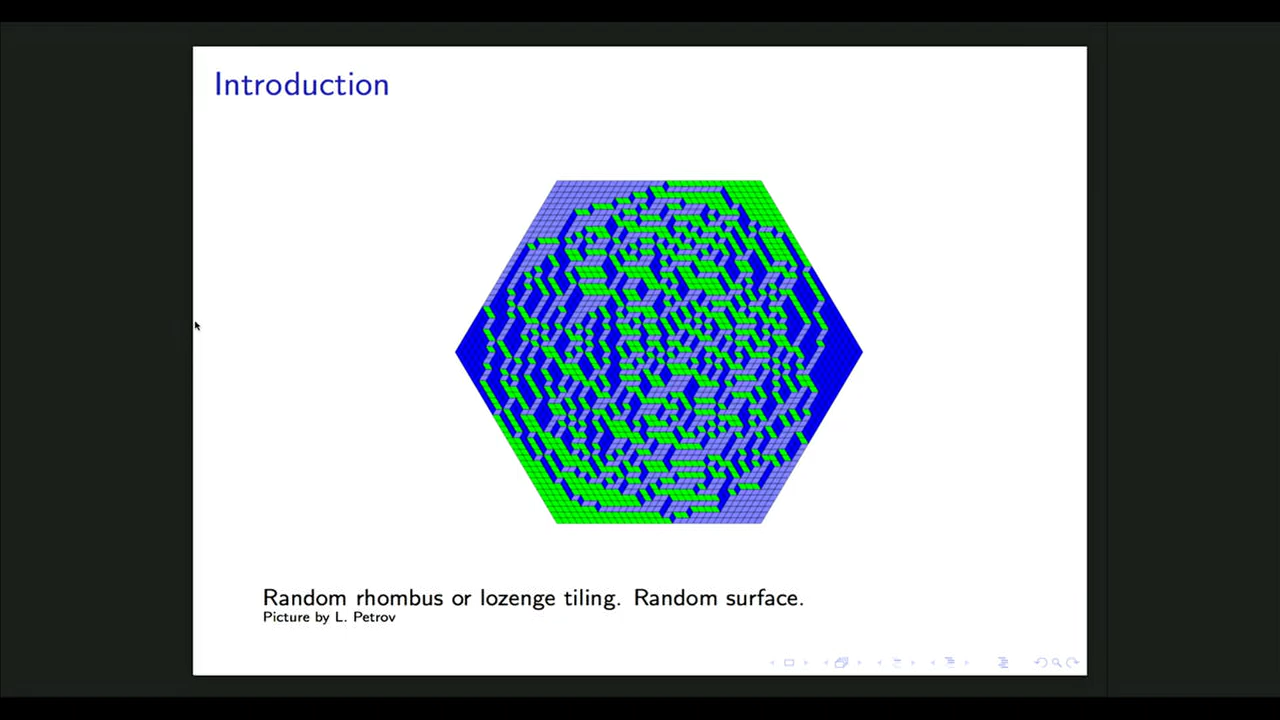 Introduction
Random rhombus or lozenge tiling. Random surface.
Picture by L. Petrov